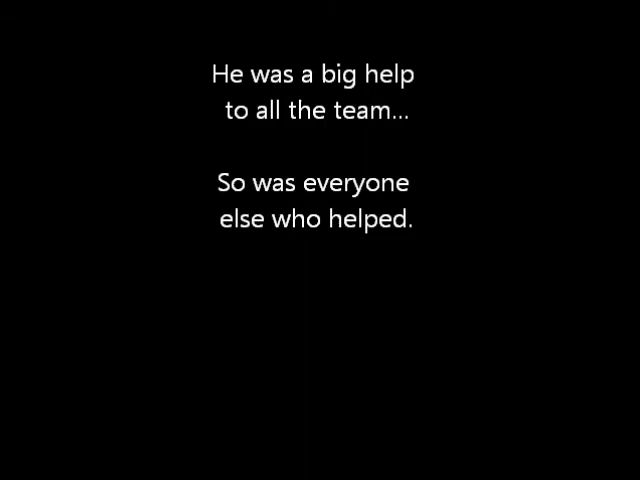 He was a big help
to all the team...
So was everyone
else who helped.